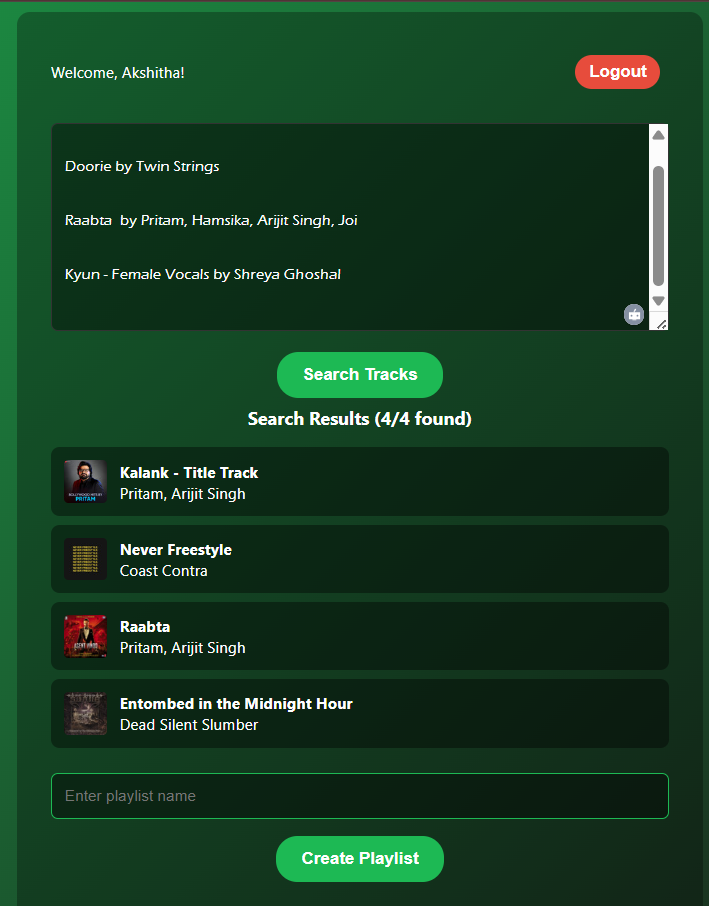 Welcome, Akshitha!
Logout
Doorie by Twin Strings
Raabta  by Pritam, Hamsika, Arijit Singh, Joi
Kyun - Female Vocals by Shreya Ghoshal
Search Tracks
Search Results (4/4 found)
Kalank - Title Track
Pritam, Arijit Singh
Never Freestyle
Coast Contra
Raabta
Pritam, Arijit Singh
Entombed in the Midnight Hour
Dead Silent Slumber
Enter playlist name
Create Playlist